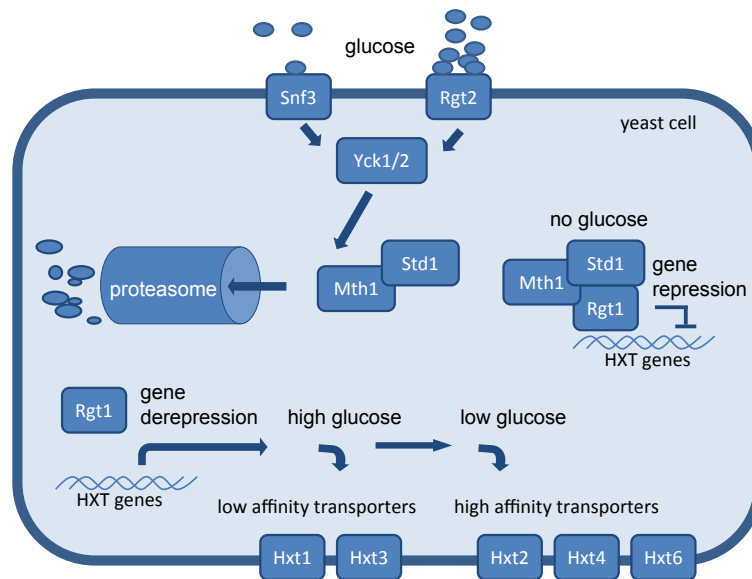 glucose
Snf3
Rgt2
yeast cell
Yck1/2
no glucose
Std1
Mth1
proteasome
Std1
Mth1
Rgt1
gene
repression
HXT genes
Rgt1
gene
derepression
high glucose
low glucose
HXT genes
low affinity transporters
high affinity transporters
Hxt1
Hxt3
Hxt2
Hxt4
Hxt6